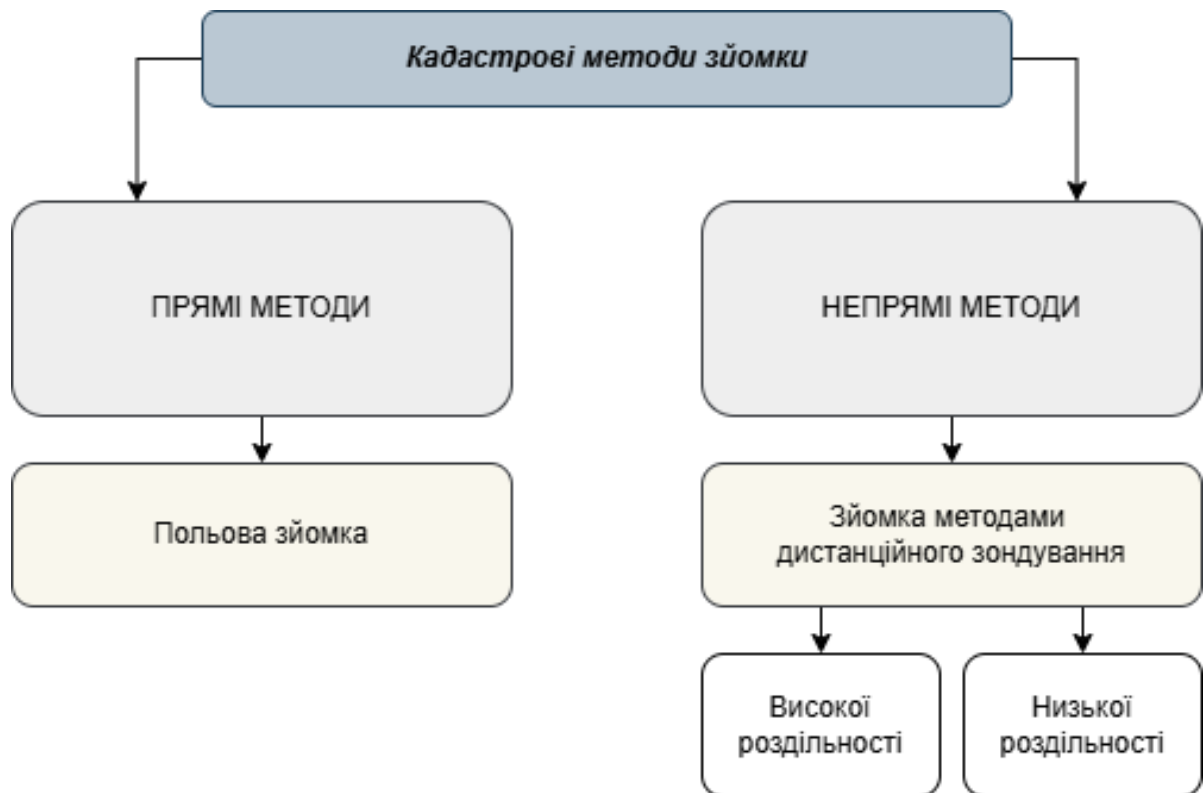 Кадастрові методи зйомки
ПРЯМІ МЕТОДИ
НЕПРЯМІ МЕТОДИ
Польова зйомка
Зйомка методами
дистанційного зондування
Високої
роздільності
Низької
роздільності